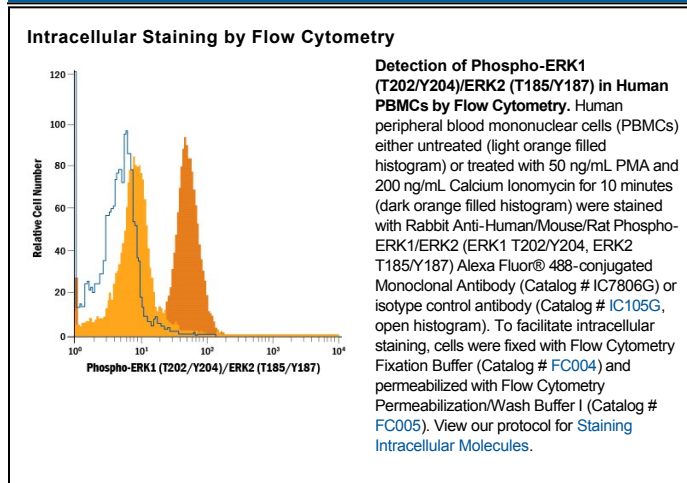 Intracellular Staining by Flow Cytometry
120
100
80
60
40
20
0
Relative Cell Number
10⁰ 10¹ 10² 10³ 10⁴
Phospho-ERK1 (T202/Y204)/ERK2 (T185/Y187)
Detection of Phospho-ERK1
(T202/Y204)/ERK2 (T185/Y187) in Human
PBMCs by Flow Cytometry. Human
peripheral blood mononuclear cells (PBMCs)
either untreated (light orange filled
histogram) or treated with 50 ng/mL PMA and
200 ng/mL Calcium Ionomycin for 10 minutes
(dark orange filled histogram) were stained
with Rabbit Anti-Human/Mouse/Rat Phospho-
ERK1/ERK2 (ERK1 T202/Y204, ERK2
T185/Y187) Alexa Fluor® 488-conjugated
Monoclonal Antibody (Catalog # IC7806G) or
isotype control antibody (Catalog # IC105G,
open histogram). To facilitate intracellular
staining, cells were fixed with Flow Cytometry
Fixation Buffer (Catalog # FC004) and
permeabilized with Flow Cytometry
Permeabilization/Wash Buffer I (Catalog #
FC005). View our protocol for Staining
Intracellular Molecules.